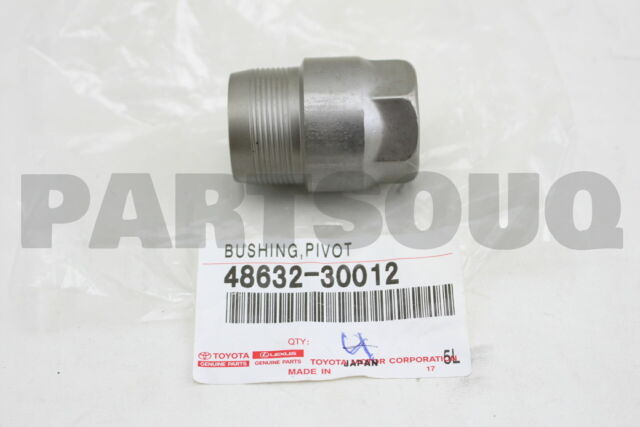 PARTSOUQ
BUSHING,PIVOT
48632-30012
QTY:
TOYOTA LEXUS
GENUINE PARTS GENUINE PARTS TOYOTA MOTOR CORPORATION 5L
MADE IN JAPAN 17